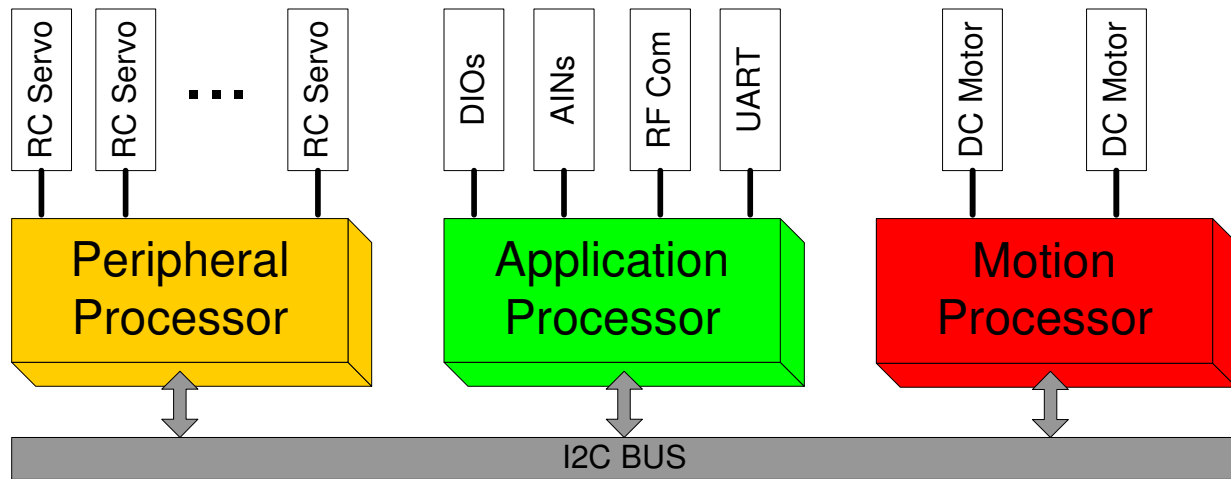 RC Servo
RC Servo
...
RC Servo
DIOs
AINs
RF Com
UART
DC Motor
DC Motor
Peripheral
Processor
Application
Processor
Motion
Processor
I2C BUS